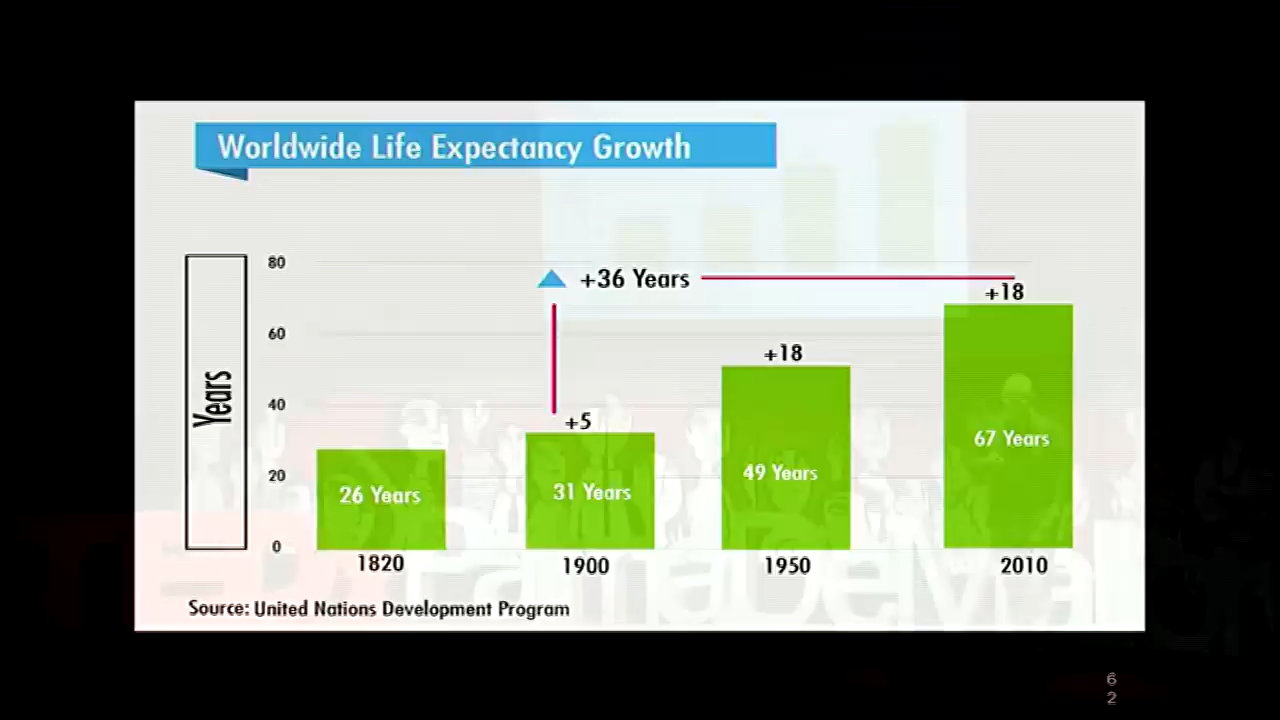 Worldwide Life Expectancy Growth
Years
80
60
40
20
0
+36 Years
+5
+18
+18
26 Years
31 Years
49 Years
67 Years
1820
1900
1950
2010
Source: United Nations Development Program
6
2